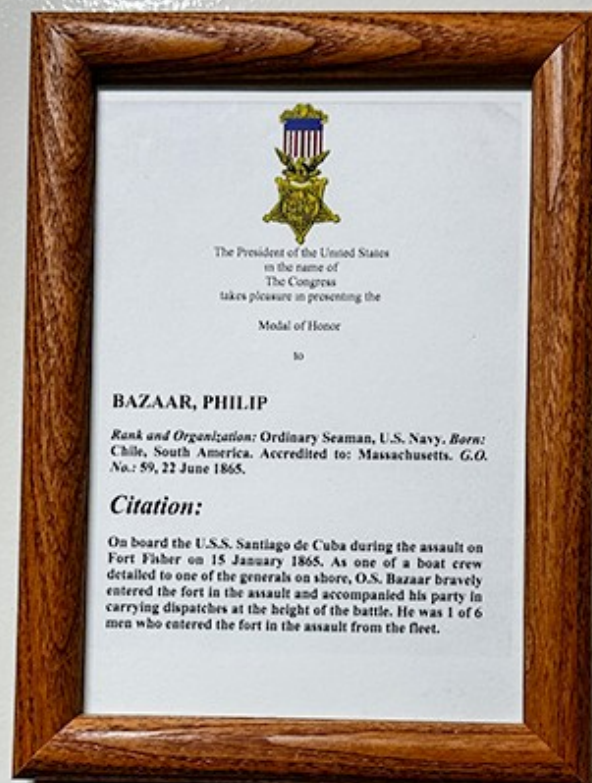 The President of the United States
in the name of
The Congress
takes pleasure in presenting the
Medal of Honor
to
BAZAAR, PHILIP
Rank and Organization: Ordinary Seaman, U.S. Navy. Born:
Chile, South America. Accredited to: Massachusetts. G.O.
No.: 59, 22 June 1865.
Citation:
On board the U.S.S. Santiago de Cuba during the assault on
Fort Fisher on 15 January 1865. As one of a boat crew
detailed to one of the generals on shore, O.S. Bazaar bravely
entered the fort in the assault and accompanied his party in
carrying dispatches at the height of the battle. He was 1 of 6
men who entered the fort in the assault from the fleet.